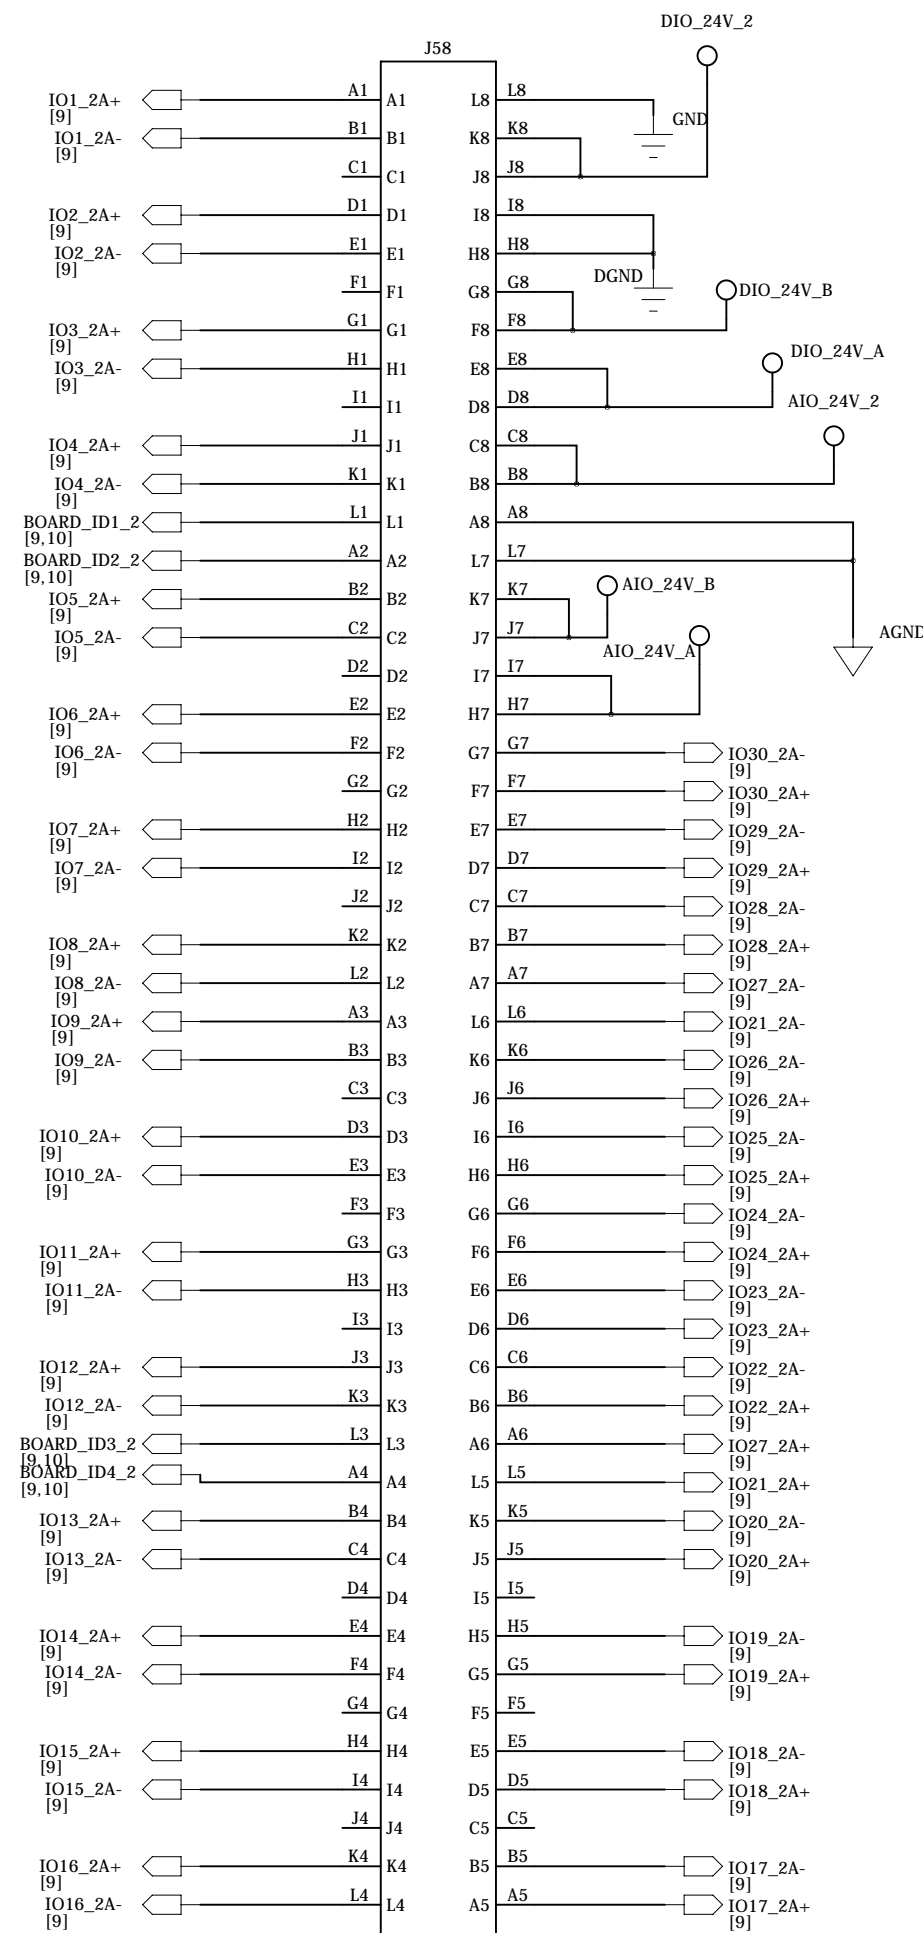 DIO_24V_2
J58
IO1_2A+ A1 A1 L8 L8
[9] GND
IO1_2A- B1 B1 K8 K8
[9]
C1 C1 J8 J8
IO2_2A+ D1 D1 I8 I8
[9]
IO2_2A- E1 E1 H8 H8
[9] DGND
F1 F1 G8 G8 DIO_24V_B
IO3_2A+ G1 G1 F8 F8
[9] DIO_24V_A
IO3_2A- H1 H1 E8 E8
[9]
I1 I1 D8 D8 AIO_24V_2
IO4_2A+ J1 J1 C8 C8
[9]
IO4_2A- K1 K1 B8 B8
[9]
BOARD_ID1_2 L1 L1 A8 A8
[9,10]
BOARD_ID2_2 A2 A2 L7 L7
[9,10]
IO5_2A+ B2 B2 K7 K7 AIO_24V_B
[9]
IO5_2A- C2 C2 J7 J7 AGND
[9] AIO_24V_A
D2 D2 I7 I7
IO6_2A+ E2 E2 H7 H7
[9]
IO6_2A- F2 F2 G7 G7 IO30_2A-
[9] [9]
G2 G2 F7 F7 IO30_2A+
[9]
IO7_2A+ H2 H2 E7 E7 IO29_2A-
[9] [9]
IO7_2A- I2 I2 D7 D7 IO29_2A+
[9] [9]
J2 J2 C7 C7 IO28_2A-
[9]
IO8_2A+ K2 K2 B7 B7 IO28_2A+
[9] [9]
IO8_2A- L2 L2 A7 A7 IO27_2A-
[9] [9]
IO9_2A+ A3 A3 L6 L6 IO21_2A-
[9] [9]
IO9_2A- B3 B3 K6 K6 IO26_2A-
[9] [9]
C3 C3 J6 J6 IO26_2A+
[9]
IO10_2A+ D3 D3 I6 I6 IO25_2A-
[9] [9]
IO10_2A- E3 E3 H6 H6 IO25_2A+
[9] [9]
F3 F3 G6 G6 IO24_2A-
[9]
IO11_2A+ G3 G3 F6 F6 IO24_2A+
[9] [9]
IO11_2A- H3 H3 E6 E6 IO23_2A-
[9] [9]
I3 I3 D6 D6 IO23_2A+
[9]
IO12_2A+ J3 J3 C6 C6 IO22_2A-
[9] [9]
IO12_2A- K3 K3 B6 B6 IO22_2A+
[9] [9]
BOARD_ID3_2 L3 L3 A6 A6 IO27_2A+
[9,10] [9]
BOARD_ID4_2 A4 A4 L5 L5 IO21_2A+
[9,10] [9]
IO13_2A+ B4 B4 K5 K5 IO20_2A-
[9] [9]
IO13_2A- C4 C4 J5 J5 IO20_2A+
[9] [9]
D4 D4 I5 I5
IO14_2A+ E4 E4 H5 H5 IO19_2A-
[9] [9]
IO14_2A- F4 F4 G5 G5 IO19_2A+
[9] [9]
G4 G4 F5 F5
IO15_2A+ H4 H4 E5 E5 IO18_2A-
[9] [9]
IO15_2A- I4 I4 D5 D5 IO18_2A+
[9] [9]
J4 J4 C5 C5
IO16_2A+ K4 K4 B5 B5 IO17_2A-
[9] [9]
IO16_2A- L4 L4 A5 A5 IO17_2A+
[9] [9]